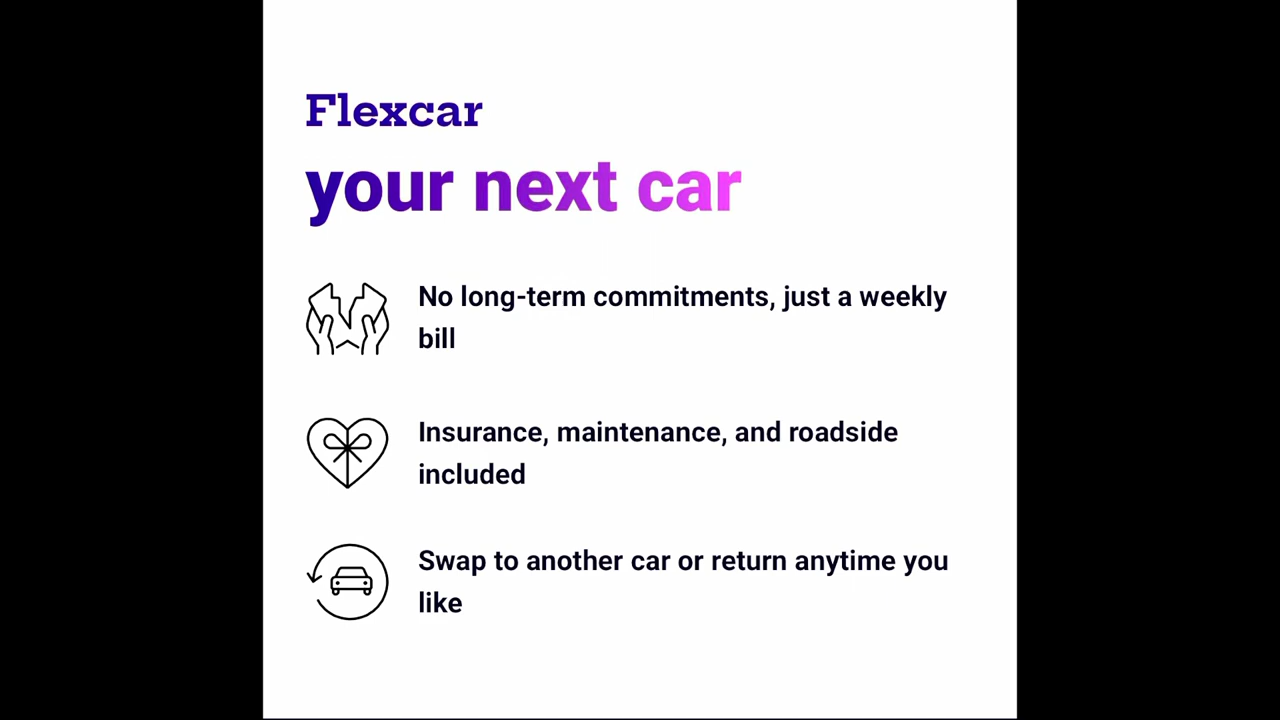 Flexcar
your next car
No long-term commitments, just a weekly
bill
Insurance, maintenance, and roadside
included
Swap to another car or return anytime you
like